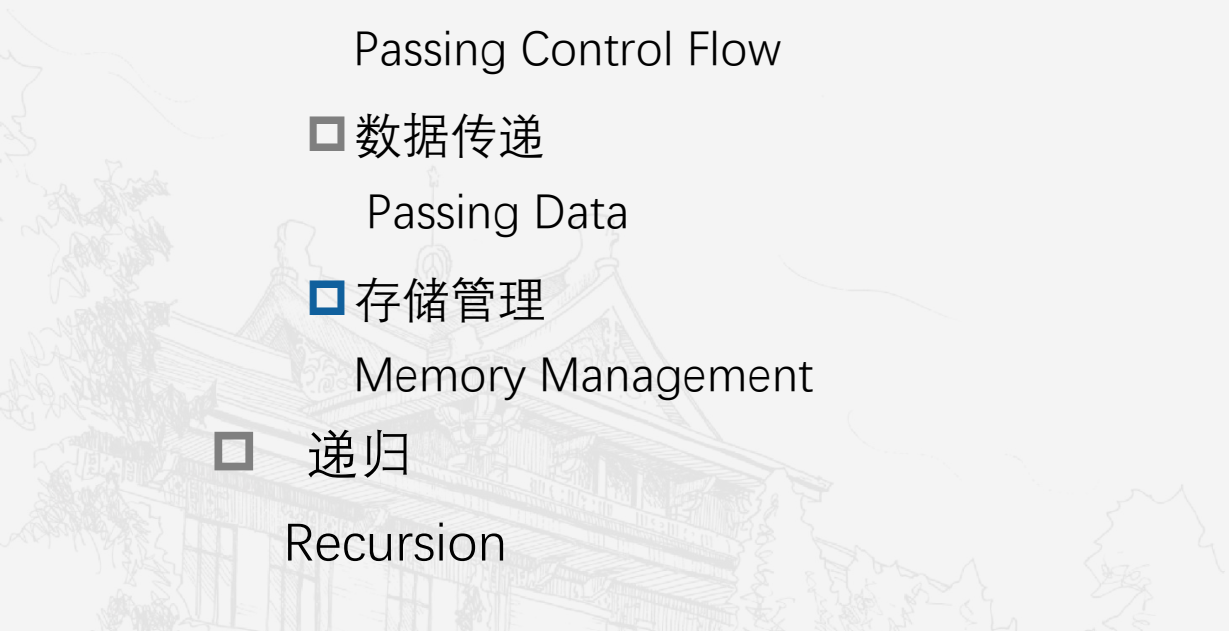 Passing Control Flow
数据传递
Passing Data
存储管理
Memory Management
递归
Recursion